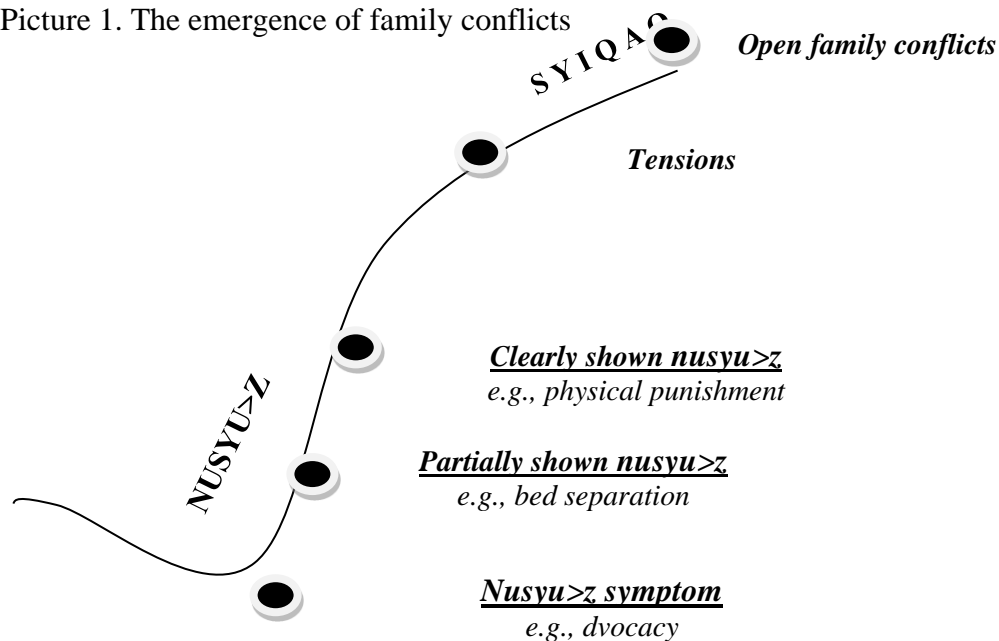 Picture 1. The emergence of family conflicts
SYIQAQ
Open family conflicts
Tensions
Clearly shown nusyu>z
e.g., physical punishment
NUSYU>Z
Partially shown nusyu>z
e.g., bed separation
Nusyu>z symptom
e.g., dvocacy